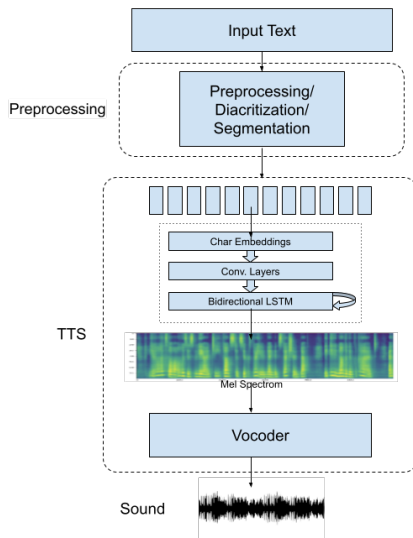 Input Text
Preprocessing
Preprocessing/
Diacritization/
Segmentation
TTS
Char Embeddings
Conv. Layers
Bidirectional LSTM
Mel Spectrom
Vocoder
Sound